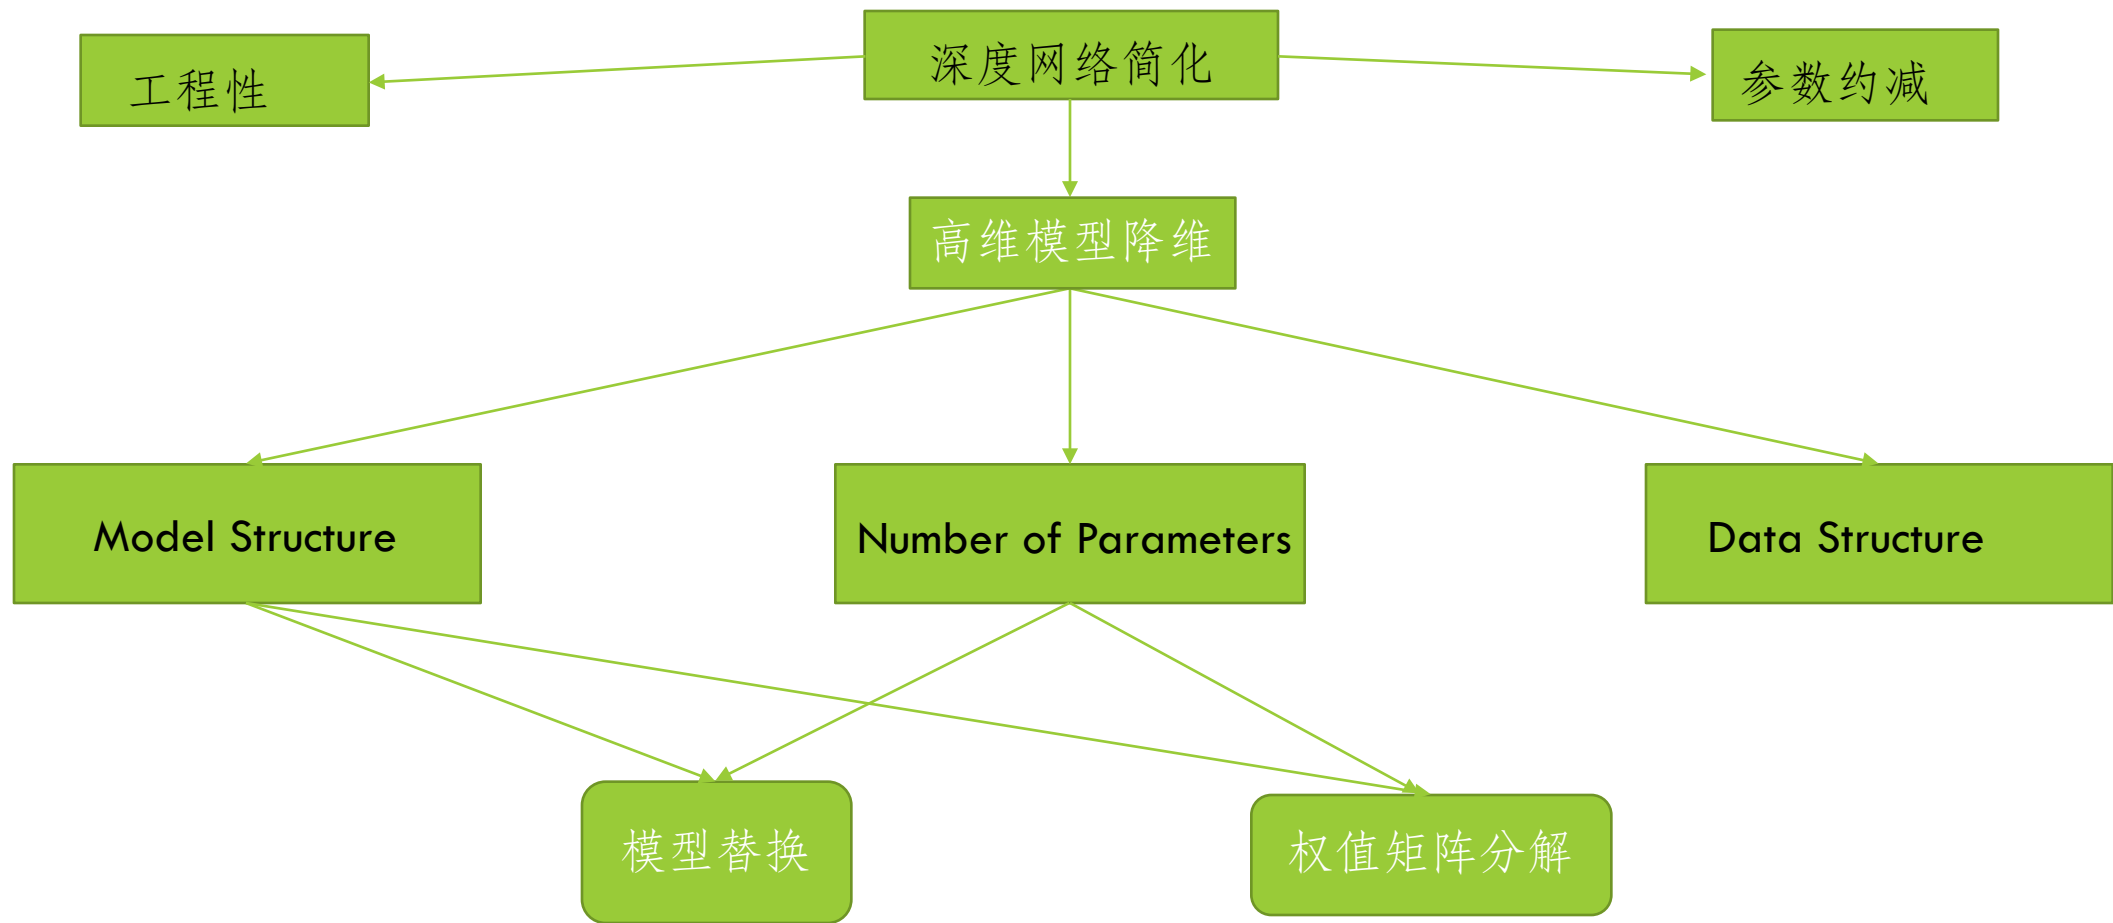 深度网络简化
工程性
参数约减
高维模型降维
Model Structure
Number of Parameters
Data Structure
模型替换
权值矩阵分解